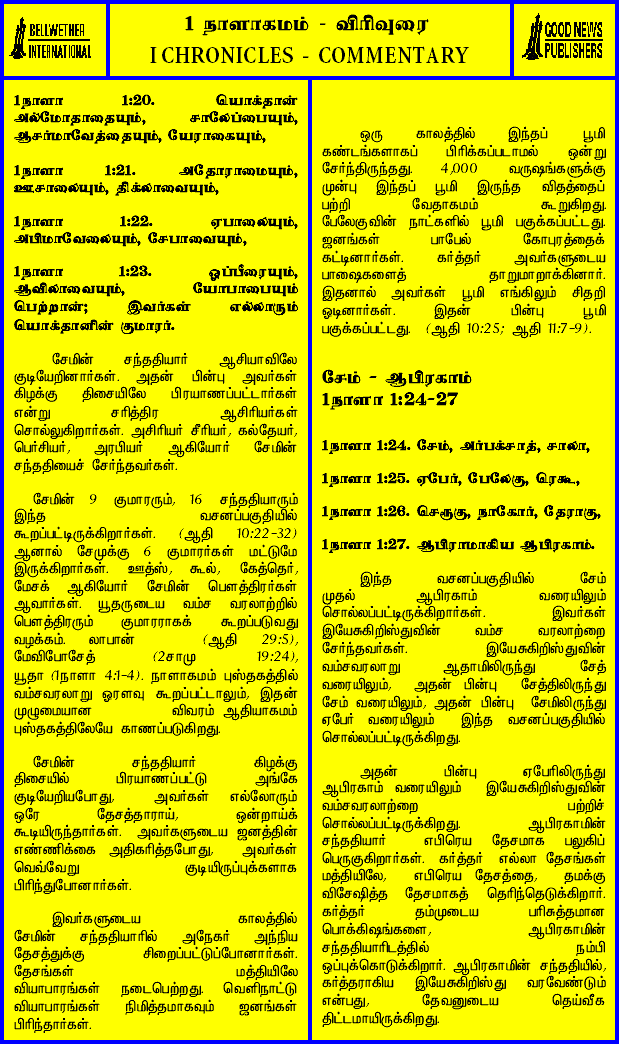 BELLWETHER
INTERNATIONAL
1 நாளாகமம் - விரிவுரை
I CHRONICLES - COMMENTARY
GOOD NEWS
PUBLISHERS
1நாளா 1:20. யொக்தான்
அல்மோதாதையும், சாலேப்பையும்,
ஆசர்மாவேத்தையும், யேராகையும்,
1நாளா 1:21. அதோராமையும்,
ஊசாலையும், திக்லாவையும்,
1நாளா 1:22. ஏபாலையும்,
அபிமாவேலையும், சேபாவையும்,
1நாளா 1:23. ஓப்பீரையும்,
ஆவிலாவையும், யோபாபையும்
பெற்றான்; இவர்கள் எல்லாரும்
யொக்தானின் குமாரர்.
சேமின் சந்ததியார் ஆசியாவிலே
குடியேறினார்கள். அதன் பின்பு அவர்கள்
கிழக்கு திசையிலே பிரயாணப்பட்டார்கள்
என்று சரித்திர ஆசிரியர்கள்
சொல்லுகிறார்கள். அசிரியர் சீரியர், கல்தேயர்,
பெர்சியர், அரபியர் ஆகியோர் சேமின்
சந்ததியைச் சேர்ந்தவர்கள்.
சேமின் 9 குமாரரும், 16 சந்ததியாரும்
இந்த வசனப்பகுதியில்
கூறப்பட்டிருக்கிறார்கள். (ஆதி 10:22-32)
ஆனால் சேமுக்கு 6 குமாரர்கள் மட்டுமே
இருக்கிறார்கள். ஊத்ஸ், கூல், கேத்தெர்,
மேசக் ஆகியோர் சேமின் பெளத்திரர்கள்
ஆவார்கள். யூதருடைய வம்ச வரலாற்றில்
பெளத்திரரும் குமாரராகக் கூறப்படுவது
வழக்கம். லாபான் (ஆதி 29:5),
மேவிபோசேத் (2சாமு 19:24),
யூதா (1நாளா 4:1-4). நாளாகமம் புஸ்தகத்தில்
வம்சவரலாறு ஓரளவு கூறப்பட்டாலும், இதன்
முழுமையான விவரம் ஆதியாகமம்
புஸ்தகத்திலேயே காணப்படுகிறது.
சேமின் சந்ததியார் கிழக்கு
திசையில் பிரயாணப்பட்டு அங்கே
குடியேறியபோது, அவர்கள் எல்லோரும்
ஒரே தேசத்தாராய், ஒன்றாய்க்
கூடியிருந்தார்கள். அவர்களுடைய ஜனத்தின்
எண்ணிக்கை அதிகரித்தபோது, அவர்கள்
வெவ்வேறு குடியிருப்புக்களாக
பிரிந்துபோனார்கள்.
இவர்களுடைய காலத்தில்
சேமின் சந்ததியாரில் அநேகர் அந்நிய
தேசத்துக்கு சிறைப்பட்டுப்போனார்கள்.
தேசங்கள் மத்தியிலே
வியாபாரங்கள் நடைபெற்றது. வெளிநாட்டு
வியாபாரங்கள் நிமித்தமாகவும் ஜனங்கள்
பிரிந்தார்கள்.
ஒரு காலத்தில் இந்தப் பூமி
கண்டங்களாகப் பிரிக்கப்படாமல் ஒன்று
சேர்ந்திருந்தது. 4,000 வருஷங்களுக்கு
முன்பு இந்தப் பூமி இருந்த விதத்தைப்
பற்றி வேதாகமம் கூறுகிறது.
பேலேகுவின் நாட்களில் பூமி பகுக்கப்பட்டது.
ஜனங்கள் பாபேல் கோபுரத்தைக்
கட்டினார்கள். கர்த்தர் அவர்களுடைய
பாஷைகளைத் தாறுமாறாக்கினார்.
இதனால் அவர்கள் பூமி எங்கிலும் சிதறி
ஓடினார்கள். இதன் பின்பு பூமி
பகுக்கப்பட்டது. (ஆதி 10:25; ஆதி 11:7-9).
சேம் - ஆபிரகாம்
1நாளா 1:24-27
1நாளா 1:24. சேம், அர்பக்சாத், சாலா,
1நாளா 1:25. ஏபேர், பேலேகு, ரெகூ,
1நாளா 1:26. செரூகு, நாகோர், தேராகு,
1நாளா 1:27. ஆபிராமாகிய ஆபிரகாம்.
இந்த வசனப்பகுதியில் சேம்
முதல் ஆபிரகாம் வரையிலும்
சொல்லப்பட்டிருக்கிறார்கள். இவர்கள்
இயேசுகிறிஸ்துவின் வம்ச வரலாற்றை
சேர்ந்தவர்கள். இயேசுகிறிஸ்துவின்
வம்சவரலாறு ஆதாமிலிருந்து சேத்
வரையிலும், அதன் பின்பு சேத்திலிருந்து
சேம் வரையிலும், அதன் பின்பு சேமிலிருந்து
ஏபேர் வரையிலும் இந்த வசனப்பகுதியில்
சொல்லப்பட்டிருக்கிறது.
அதன் பின்பு ஏபேரிலிருந்து
ஆபிரகாம் வரையிலும் இயேசுகிறிஸ்துவின்
வம்சவரலாற்றை பற்றிச்
சொல்லப்பட்டிருக்கிறது. ஆபிரகாமின்
சந்ததியார் எபிரெய தேசமாக பலுகிப்
பெருகுகிறார்கள். கர்த்தர் எல்லா தேசங்கள்
மத்தியிலே, எபிரெய தேசத்தை, தமக்கு
விசேஷித்த தேசமாகத் தெரிந்தெடுக்கிறார்.
கர்த்தர் தம்முடைய பரிசுத்தமான
பொக்கிஷங்களை, ஆபிரகாமின்
சந்ததியாரிடத்தில் நம்பி
ஒப்புக்கொடுக்கிறார். ஆபிரகாமின் சந்ததியில்,
கர்த்தராகிய இயேசுகிறிஸ்து வரவேண்டும்
என்பது, தேவனுடைய தெய்வீக
திட்டமாயிருக்கிறது.